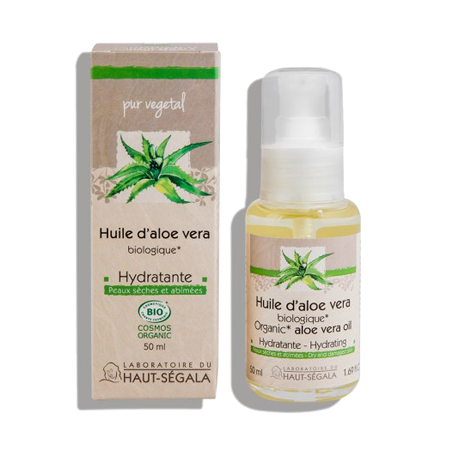 pur vegetal
Huile d'aloe vera
biologique*
Hydratante
Peaux sèches et abîmées
BIO
COSMOS
ORGANIC
50 ml
LABORATOIRE DU
HAUT-SÉGALA
Huile d'aloe vera
biologique*
Organic* aloe vera oil
Hydratante - Hydrating
Peaux sèches et abîmées - Dry and damaged skin
50 ml
1.69 fl.
LABORATOIRE DU
HAUT-SÉGALA